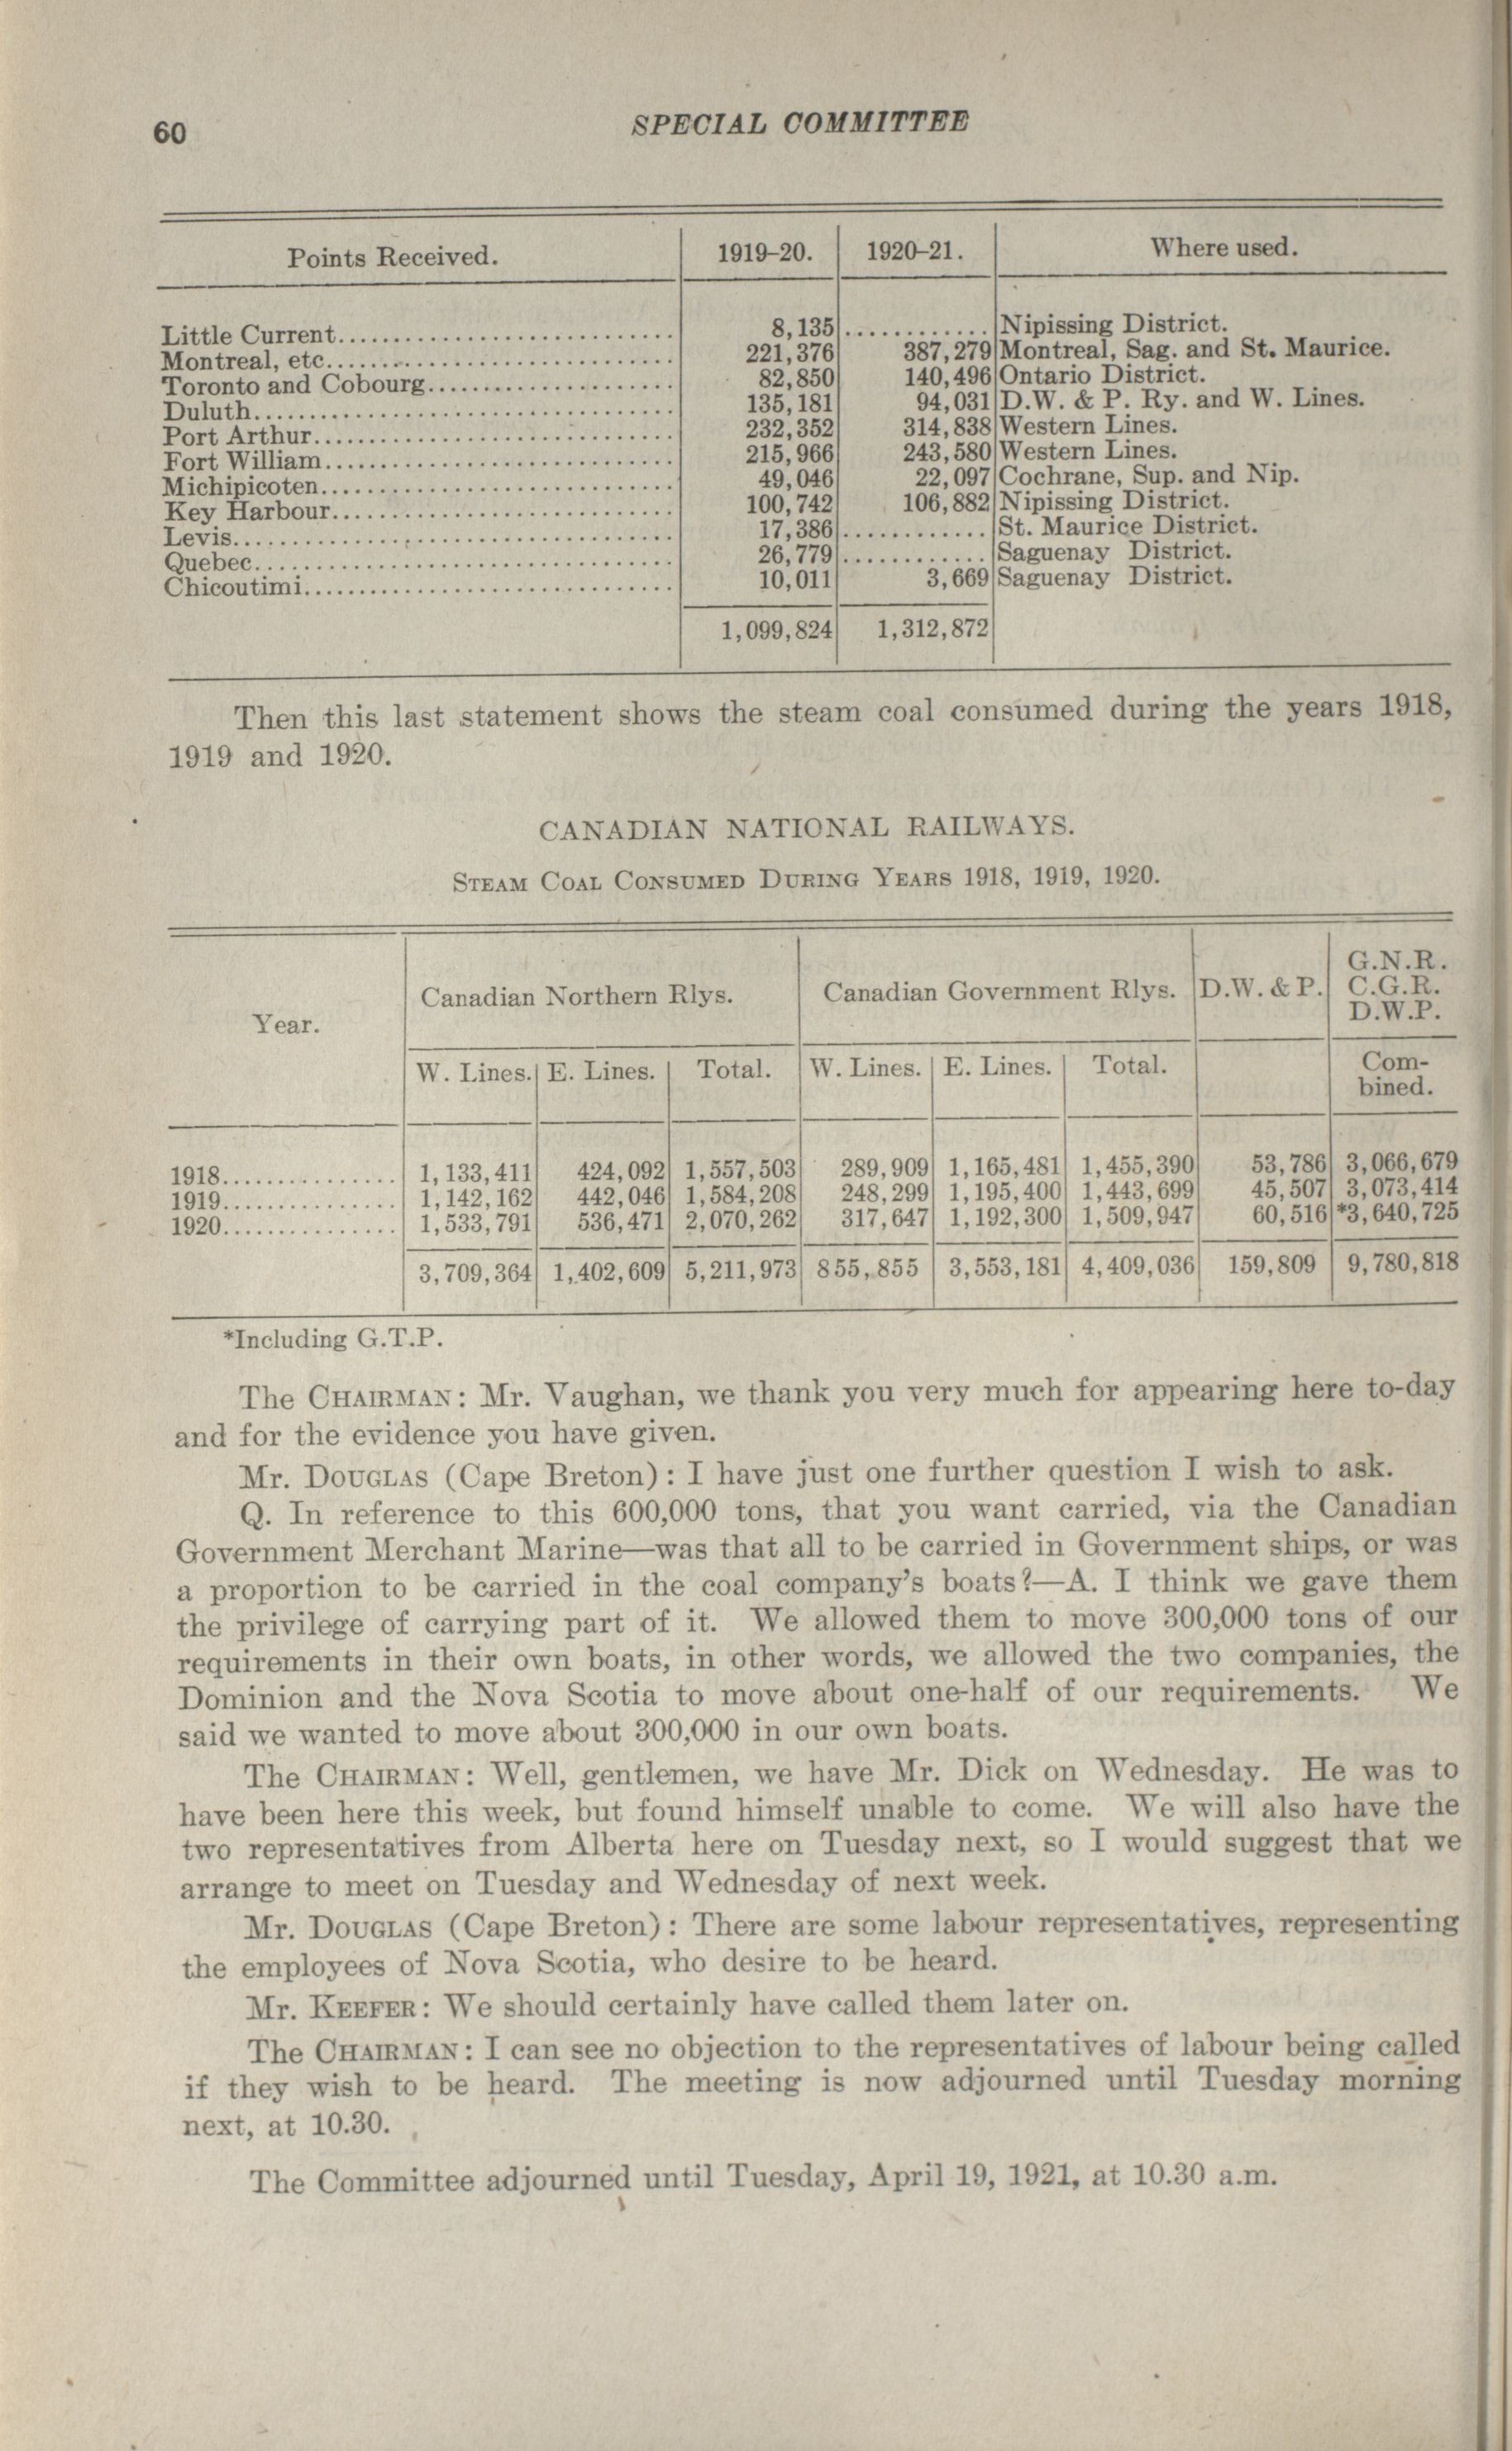 60
SPECIAL COMMITTEE
Points Received. 1919-20. 1920-21. Where used.
Little Current 8,135 Nipissing District.
Montreal, etc 221,376 387,279 Montreal, Sag. and St. Maurice.
Toronto and Cobourg 82,850 140,496 Ontario District.
Duluth 135,181 94,031 D.W. & P. Ry. and W. Lines.
Port Arthur 232,352 314,838 Western Lines.
Fort William 215,966 243,580 Western Lines.
Michipicoten 49,046 22,097 Cochrane, Sup. and Nip.
Key Harbour 100,742 106,882 Nipissing District.
Levis 17,386 St. Maurice District.
Quebec 26,779 Saguenay District.
Chicoutimi 10,011 3,669 Saguenay District.
1,099,824 1,312,872
Then this last statement shows the steam coal consumed during the years 1918,
1919 and 1920.
CANADIAN NATIONAL RAILWAYS.
STEAM COAL CONSUMED DURING YEARS 1918, 1919, 1920.
Year. Canadian Northern Rlys. Canadian Government Rlys. D.W. & P. G.N.R.
C.G.R.
D.W.P.
W. Lines. E. Lines. Total. W. Lines. E. Lines. Total. Com-
bined.
1918 1,133,411 424,092 1,557,503 289,909 1,165,481 1,455,390 53,786 3,066,679
1919 1,142,162 442,046 1,584,208 248,299 1,195,400 1,443,699 45,507 3,073,414
1920 1,533,791 536,471 2,070,262 317,647 1,192,300 1,509,947 60,516 *3,640,725
3,709,364 1,402,609 5,211,973 855,855 3,553,181 4,409,036 159,809 9,780,818
*Including G.T.P.
The CHAIRMAN: Mr. Vaughan, we thank you very much for appearing here to-day
and for the evidence you have given.
Mr. DOUGLAS (Cape Breton): I have just one further question I wish to ask.
Q. In reference to this 600,000 tons, that you want carried, via the Canadian
Government Merchant Marine—was that all to be carried in Government ships, or was
a proportion to be carried in the coal company's boats?—A. I think we gave them
the privilege of carrying part of it. We allowed them to move 300,000 tons of our
requirements in their own boats, in other words, we allowed the two companies, the
Dominion and the Nova Scotia to move about one-half of our requirements. We
said we wanted to move about 300,000 in our own boats.
The CHAIRMAN: Well, gentlemen, we have Mr. Dick on Wednesday. He was to
have been here this week, but found himself unable to come. We will also have the
two representatives from Alberta here on Tuesday next, so I would suggest that we
arrange to meet on Tuesday and Wednesday of next week.
Mr. DOUGLAS (Cape Breton): There are some labour representatives, representing
the employees of Nova Scotia, who desire to be heard.
Mr. KEEFER: We should certainly have called them later on.
The CHAIRMAN: I can see no objection to the representatives of labour being called
if they wish to be heard. The meeting is now adjourned until Tuesday morning
next, at 10.30.
The Committee adjourned until Tuesday, April 19, 1921, at 10.30 a.m.